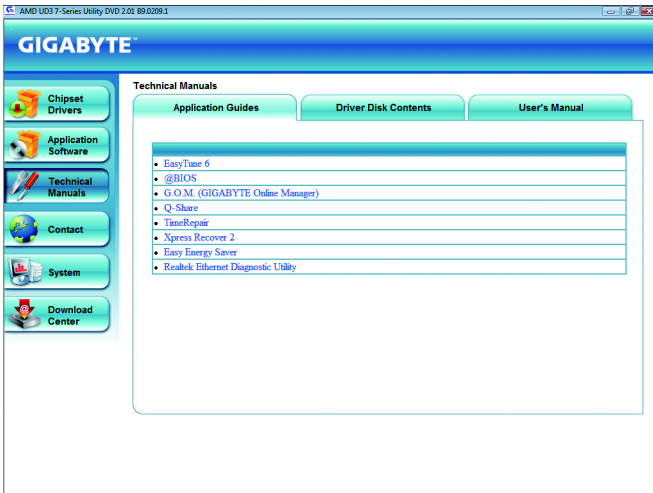 AMD UD3 7-Series Utility DVD 2.01 B9.0209.1
GIGABYTE™
Chipset
Drivers
Application
Software
Technical
Manuals
Contact
System
Download
Center
Technical Manuals
Application Guides
Driver Disk Contents
User's Manual
• EasyTune 6
• @BIOS
• G.O.M. (GIGABYTE Online Manager)
• Q-Share
• TimeRepair
• Xpress Recover 2
• Easy Energy Saver
• Realtek Ethernet Diagnostic Utility